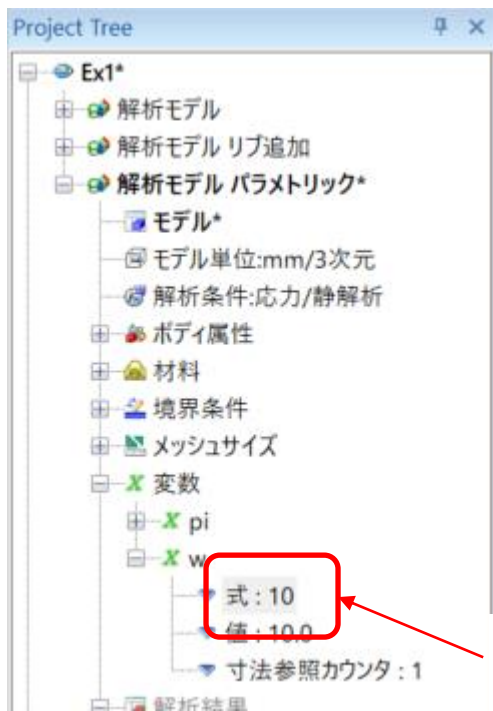 Project Tree
Ex1*
解析モデル
解析モデル リブ追加
解析モデル パラメトリック*
モデル*
モデル単位:mm/3次元
解析条件:応力/静解析
ボディ属性
材料
境界条件
メッシュサイズ
X 変数
X pi
X w
式 : 10
値 : 10.0
寸法参照カウンタ : 1
解析結果